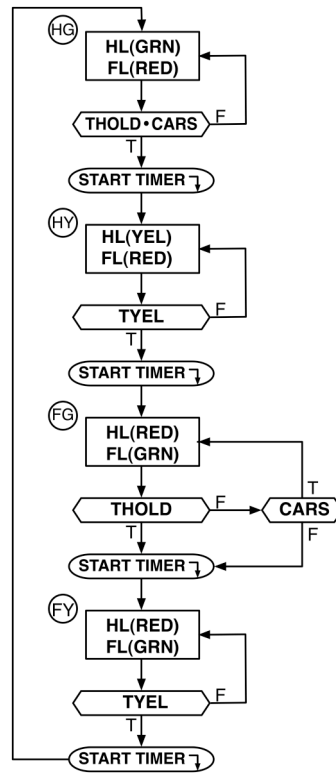 HG
HL(GRN)
FL(RED)
THOLD•CARS
F
T
START TIMER
HY
HL(YEL)
FL(RED)
TYEL
F
T
START TIMER
FG
HL(RED)
FL(GRN)
THOLD
F
CARS
T
T
F
START TIMER
FY
HL(RED)
FL(GRN)
TYEL
F
T
START TIMER